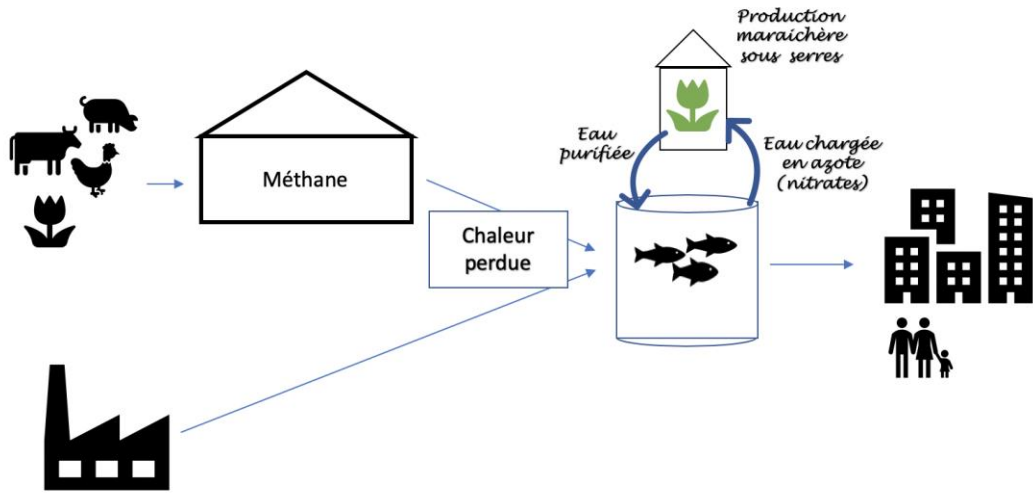 Production
maraichère
sous serres
Eau
purifiée
Eau chargée
en azote
(nitrates)
Méthane
Chaleur
perdue